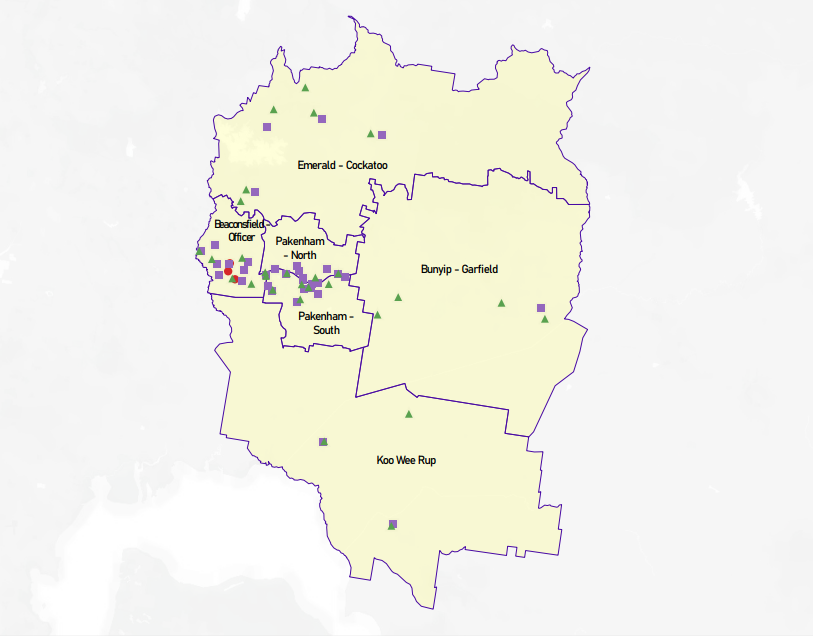 Emerald - Cockatoo
Beaconsfield -
Officer
Pakenham
- North
Bunyip - Garfield
Pakenham -
South
Koo Wee Rup